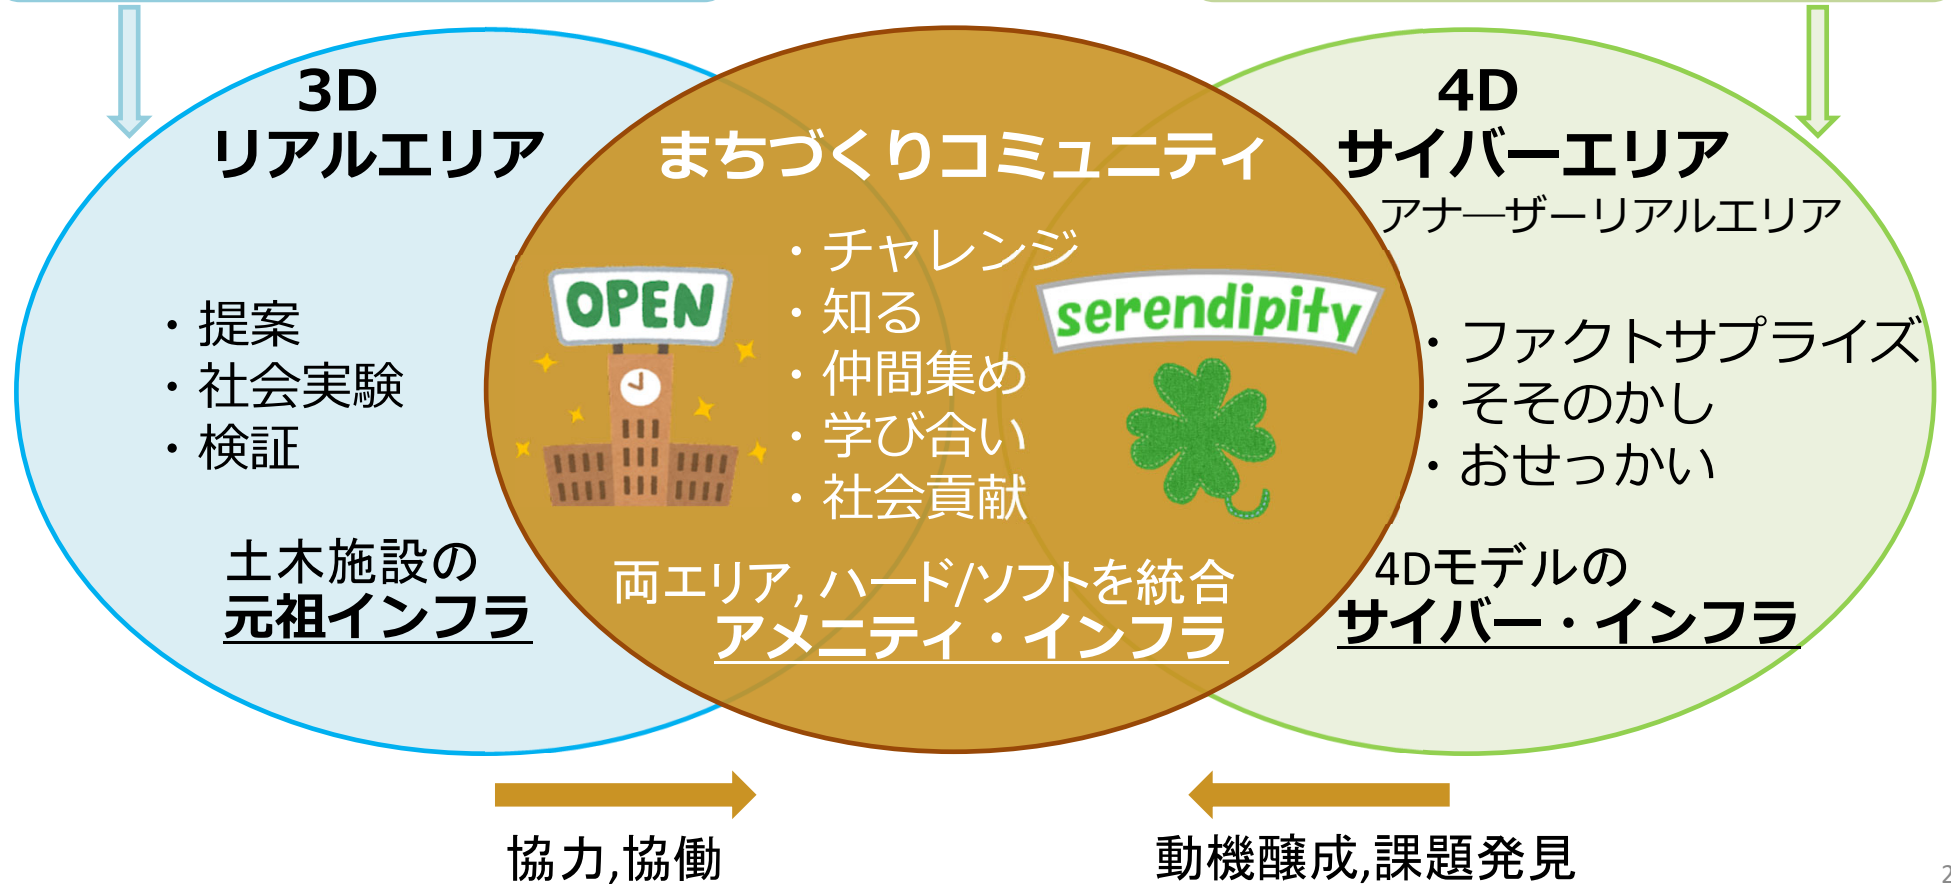 3D
リアルエリア
・提案
・社会実験
・検証
土木施設の
元祖インフラ
まちづくりコミュニティ
OPEN
・チャレンジ
・知る
・仲間集め
・学び合い
・社会貢献
serendipity
両エリア,ハード/ソフトを統合
アメニティ・インフラ
4D
サイバーエリア
アナ―ザーリアルエリア
・ファクトサプライズ
・そそのかし
・おせっかい
4Dモデルの
サイバー・インフラ
協力,協働
動機醸成,課題発見